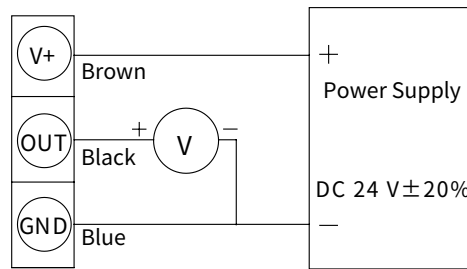 V+
Brown
+
Power Supply
OUT
Black
+
V
−
DC 24 V±20%
GND
Blue
−